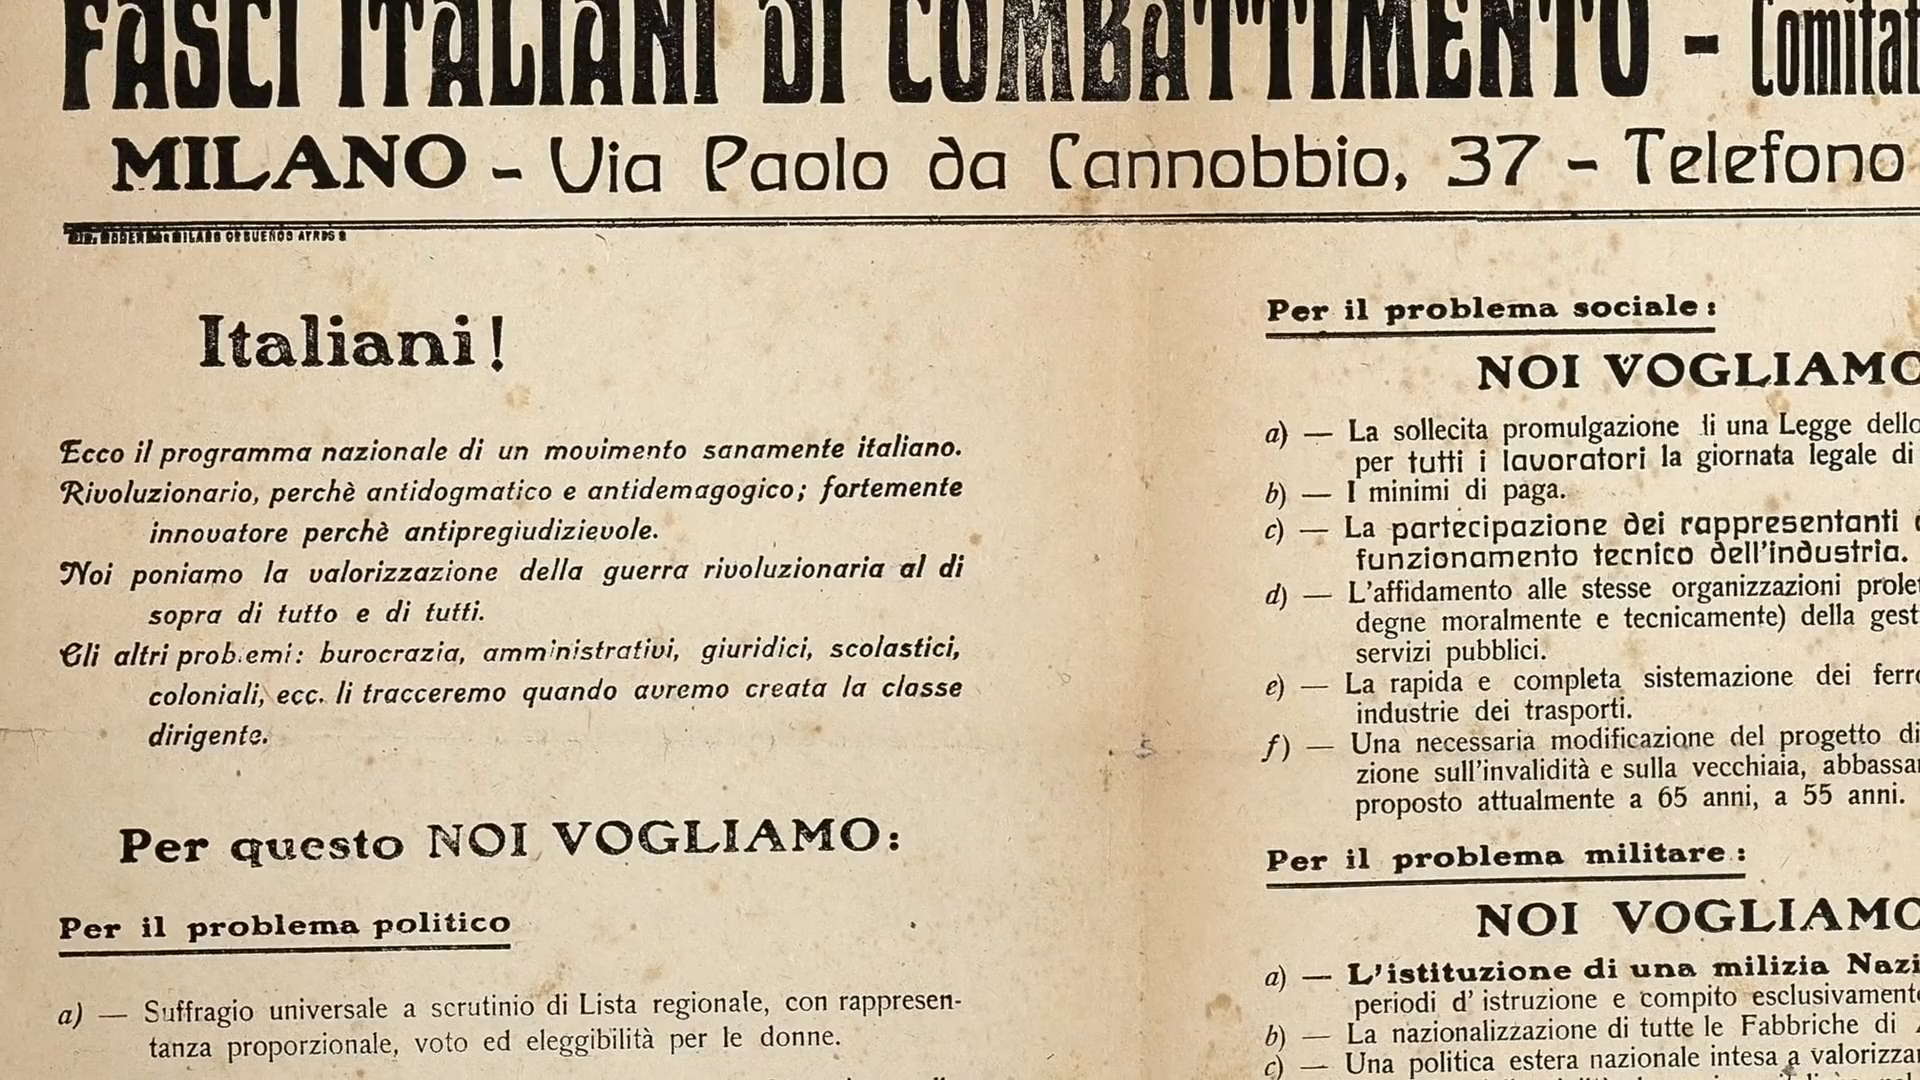 FASCI ITALIANI DI COMBATTIMENTO - Comitat
MILANO - Via Paolo da Cannobbio, 37 - Telefono
MILANO BUENOS AYRES
Italiani!
Ecco il programma nazionale di un movimento sanamente italiano.
Rivoluzionario, perchè antidogmatico e antidemagogico; fortemente
innovatore perchè antipregiudizievole.
Noi poniamo la valorizzazione della guerra rivoluzionaria al di
sopra di tutto e di tutti.
Gli altri prob.emi: burocrazia, amministrativi, giuridici, scolastici,
coloniali, ecc. li tracceremo quando avremo creata la classe
dirigente.
Per questo NOI VOGLIAMO:
Per il problema politico
a) — Suffragio universale a scrutinio di Lista regionale, con rappresen-
tanza proporzionale, voto ed eleggibilità per le donne.
Per il problema sociale:
NOI VOGLIAMO
a) — La sollecita promulgazione di una Legge dello
per tutti i lavoratori la giornata legale di
b) — I minimi di paga.
c) — La partecipazione dei rappresentanti
funzionamento tecnico dell'industria.
d) — L'affidamento alle stesse organizzazioni prolet
degne moralmente e tecnicamente) della gest
servizi pubblici.
e) — La rapida e completa sistemazione dei ferro
industrie dei trasporti.
f) — Una necessaria modificazione del progetto di
zione sull'invalidità e sulla vecchiaia, abbassan
proposto attualmente a 65 anni, a 55 anni.
Per il problema militare:
NOI VOGLIAMO
a) — L'istituzione di una milizia Nazi
periodi d'istruzione e compito esclusivamente
b) — La nazionalizzazione di tutte le Fabbriche di
c) — Una politica estera nazionale intesa a valorizzar